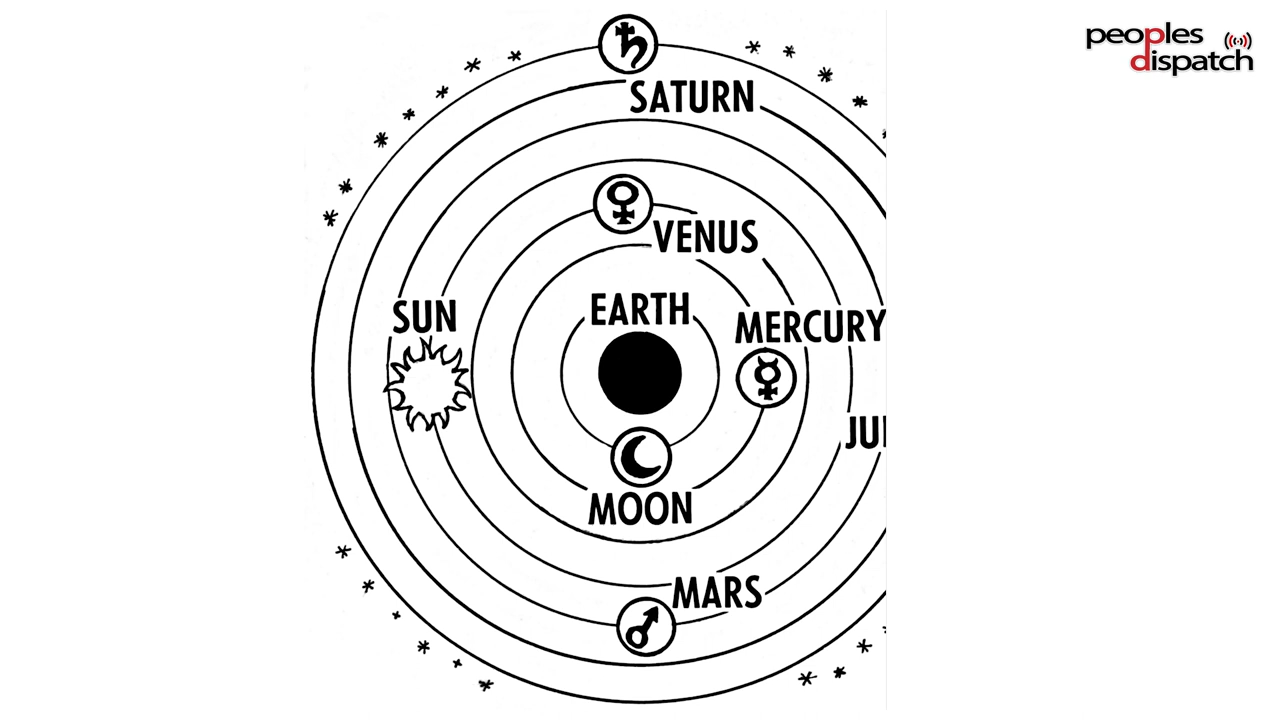 peoples
dispatch
SATURN
VENUS
EARTH
SUN
MERCURY
MOON
MARS